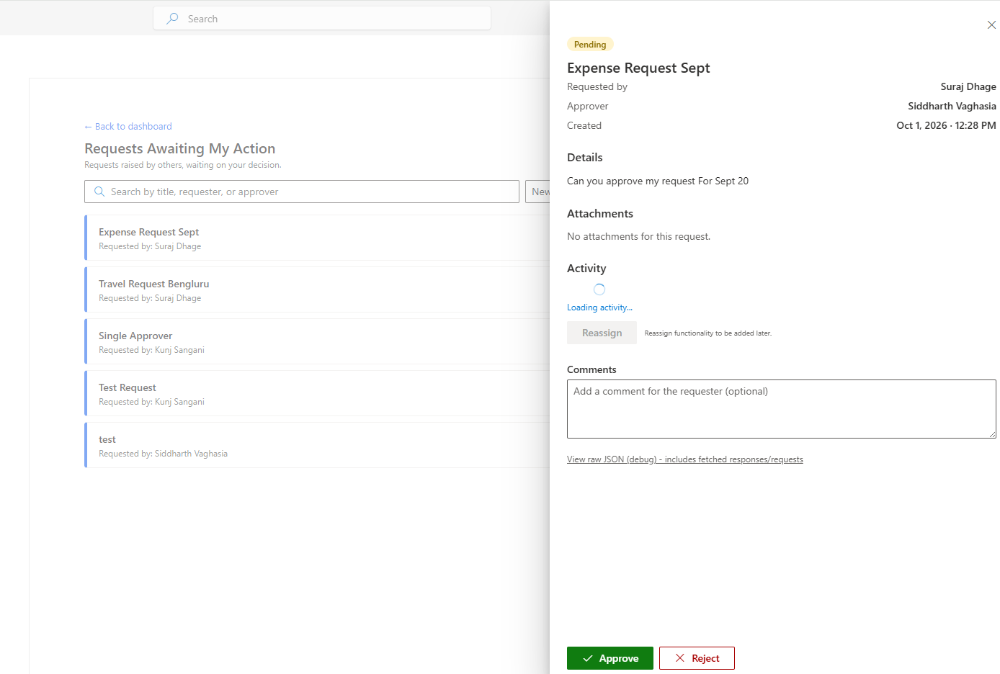 Search
← Back to dashboard
Requests Awaiting My Action
Requests raised by others, waiting on your decision.
Search by title, requester, or approver
New
Expense Request Sept
Requested by: Suraj Dhage
Travel Request Bengluru
Requested by: Suraj Dhage
Single Approver
Requested by: Kunj Sangani
Test Request
Requested by: Kunj Sangani
test
Requested by: Siddharth Vaghasia
Pending
Expense Request Sept
Requested by Suraj Dhage
Approver Siddharth Vaghasia
Created Oct 1, 2026 · 12:28 PM
Details
Can you approve my request For Sept 20
Attachments
No attachments for this request.
Activity
Loading activity...
Reassign Reassign functionality to be added later.
Comments
Add a comment for the requester (optional)
View raw JSON (debug) - includes fetched responses/requests
Approve Reject